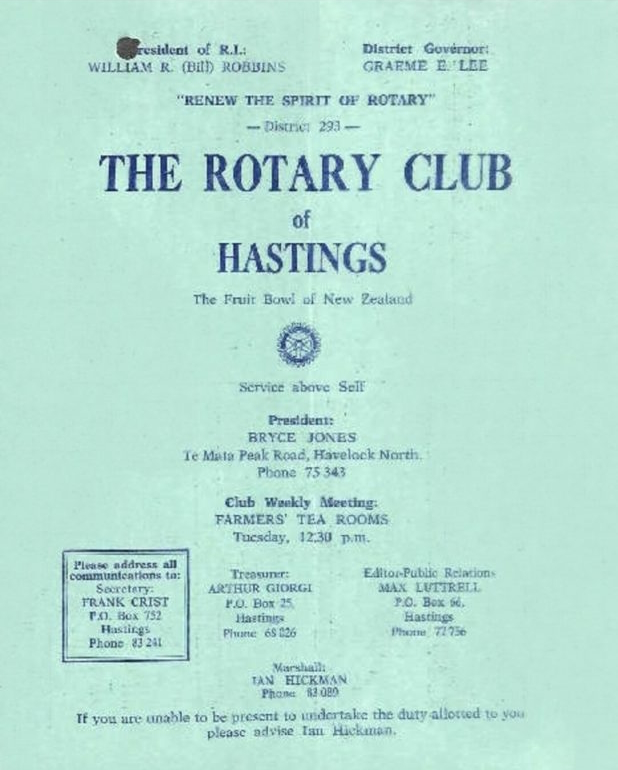 President of R.I.:
WILLIAM R. (Bill) ROBBINS
District Governor:
GRAEME E. LEE
"RENEW THE SPIRIT OF ROTARY"
— District 293 —
THE ROTARY CLUB
of
HASTINGS
The Fruit Bowl of New Zealand
Service above Self
President:
BRYCE JONES
Te Mata Peak Road, Havelock North.
Phone 75 343
Club Weekly Meeting:
FARMERS' TEA ROOMS
Tuesday, 12.30 p.m.
Please address all
communications to:
Secretary:
FRANK CRIST
P.O. Box 752
Hastings
Phone 83 241
Treasurer:
ARTHUR GIORGI
P.O. Box 25,
Hastings
Phone 68 026
Editor-Public Relations
MAX LUTTRELL
P.O. Box 66,
Hastings
Phone 77 756
Marshall:
IAN HICKMAN
Phone 83 089
If you are unable to be present to undertake the duty allotted to you
please advise Ian Hickman.